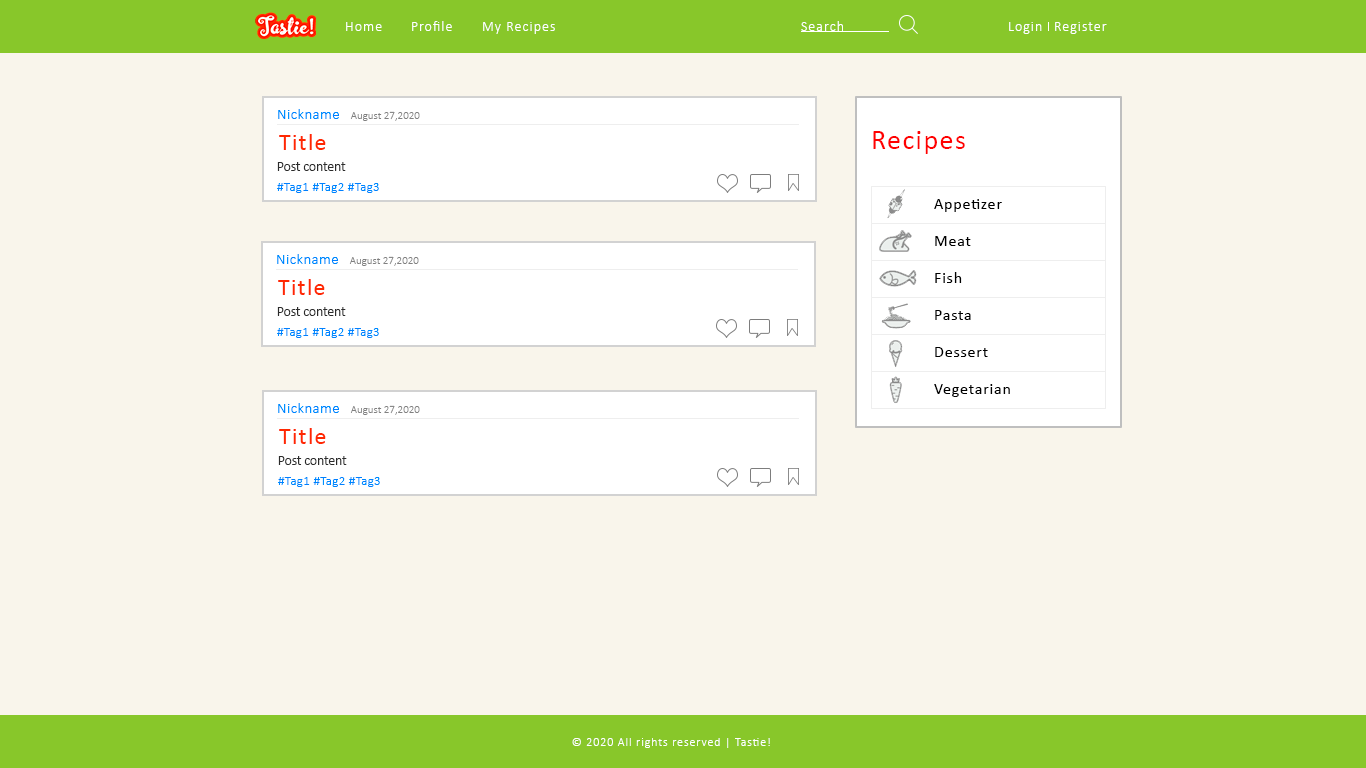 Tastie! Home Profile My Recipes Search Login | Register
Nickname August 27,2020
Title
Post content
#Tag1 #Tag2 #Tag3
Nickname August 27,2020
Title
Post content
#Tag1 #Tag2 #Tag3
Nickname August 27,2020
Title
Post content
#Tag1 #Tag2 #Tag3
Recipes
Appetizer
Meat
Fish
Pasta
Dessert
Vegetarian
© 2020 All rights reserved | Tastie!